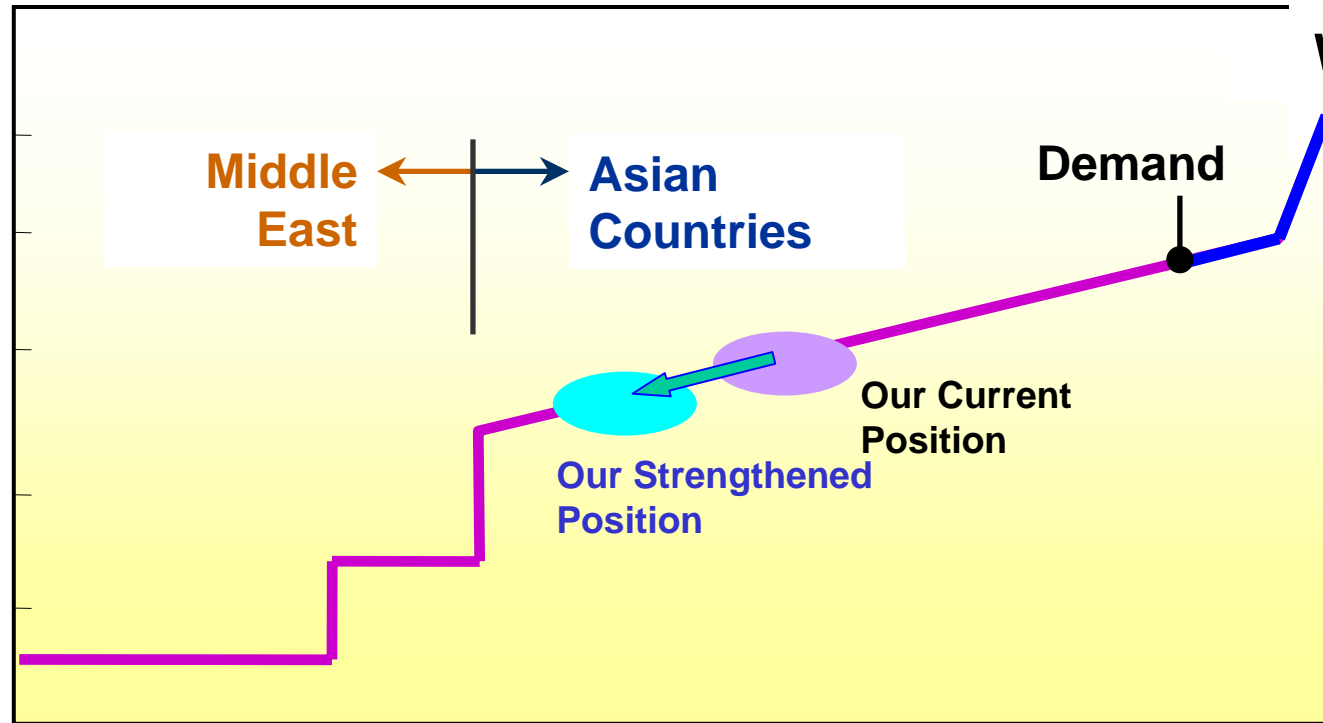 Middle
East
Asian
Countries
Demand
Our Current
Position
Our Strengthened
Position